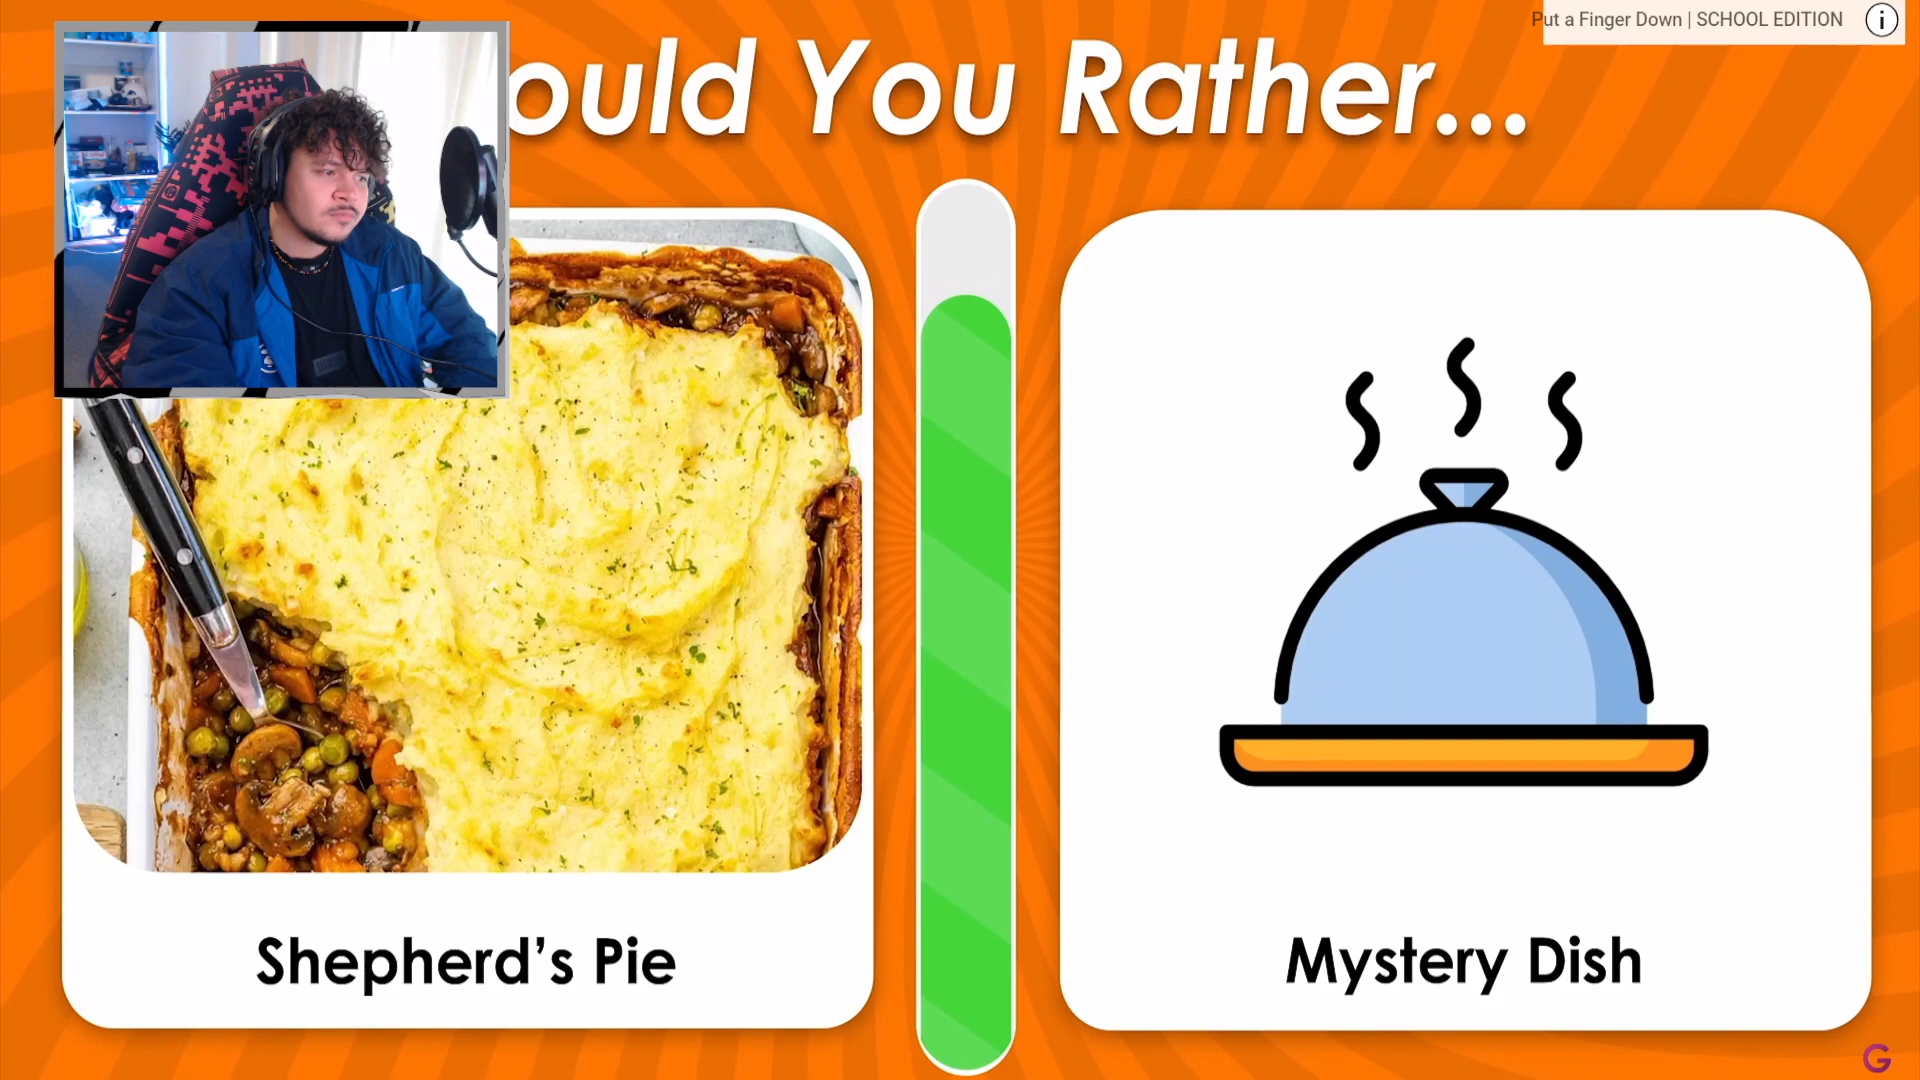 Put a Finger Down | SCHOOL EDITION
ould You Rather...
Shepherd’s Pie
Mystery Dish
G